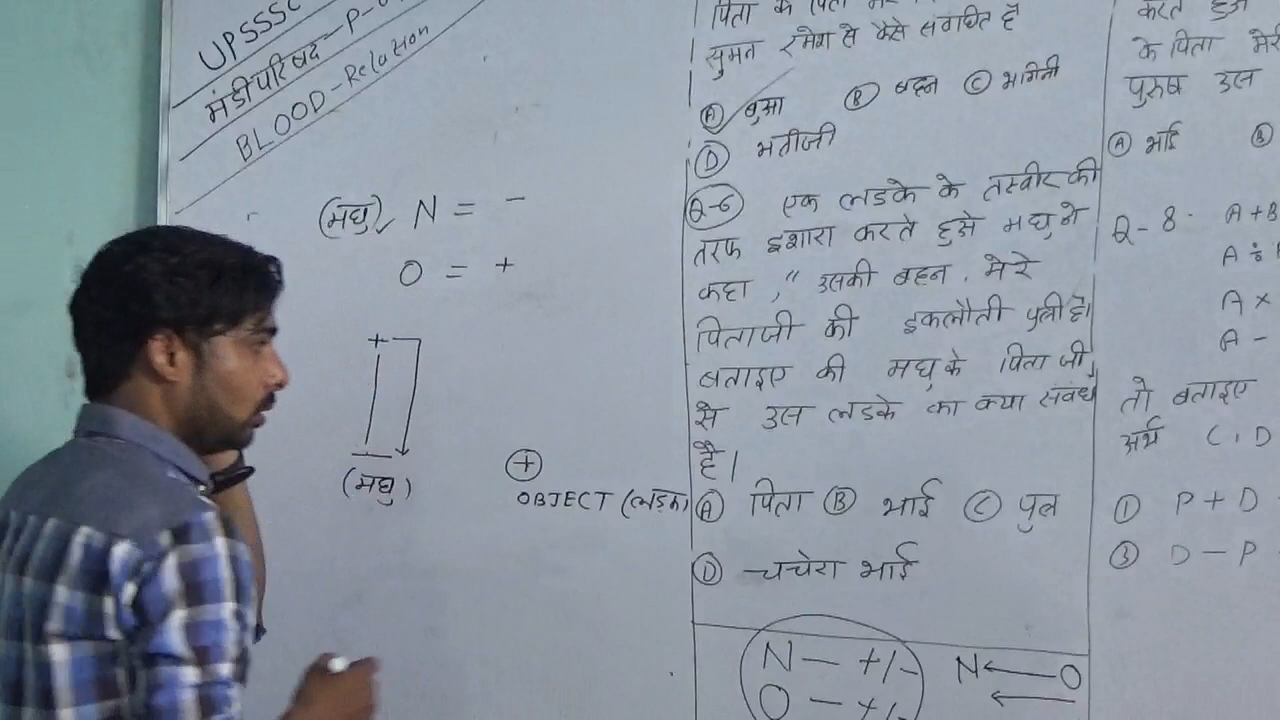 UPSSSC
मंडी परिषद-P-
BLOOD-Relation
(मधु), N = -
O = +
+
-
(मधु)
+
OBJECT (लड़का)
पिता के पिता
सुमन रमेश से कैसे संबंधित है
Ⓐ बुआ Ⓑ बहन Ⓒ भगिनी
Ⓓ भतीजी
Q-6 एक लडके के तस्वीर की
तरफ इशारा करते हुसे मधु ने
कहा ," उसकी बहन . मेरे
पिताजी की इकलौती पुत्री है।
बताइए की मधु के पिता जी
से उस लडके का क्या संबंध
है।
Ⓐ पिता Ⓑ भाई Ⓒ पुत्र
Ⓓ चचेरा भाई
N — +/-
O — +/-
N ← O
करते हुअे
के पिता मेरे
पुरुष उस
Ⓐ भाई Ⓑ
Q-8. A+B
A ÷
A ×
A -
तो बताइए
अर्थ C, D
① P + D
③ D - P